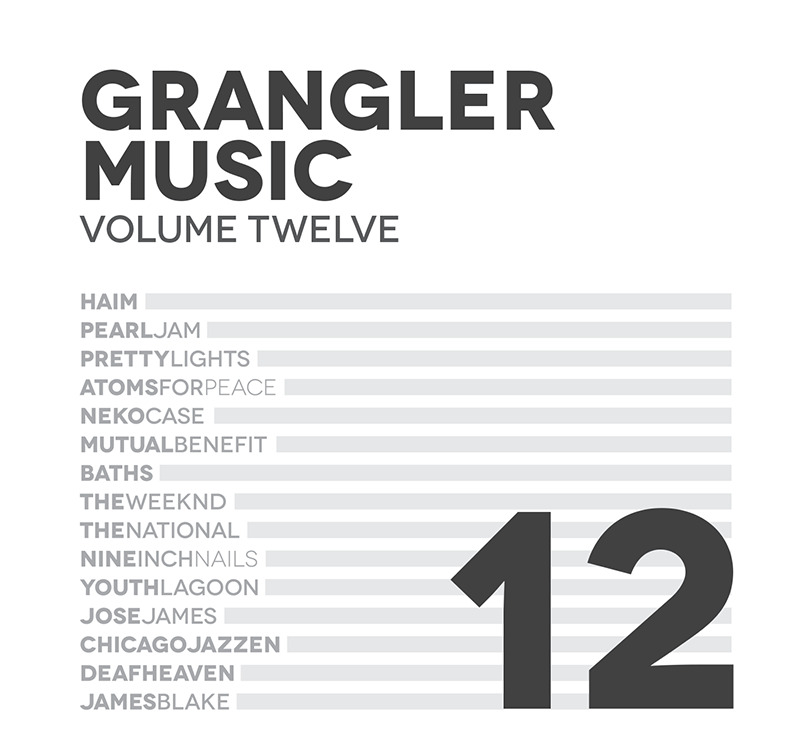 GRANGLER
MUSIC
VOLUME TWELVE
HAIM
PEARLJAM
PRETTYLIGHTS
ATOMSFORPEACE
NEKOCASE
MUTUALBENEFIT
BATHS
THEWEEKND
THENATIONAL
NINEINCHNAILS
YOUTHLAGOON
JOSEJAMES
CHICAGOJAZZEN
DEAFHEAVEN
JAMESBLAKE
12